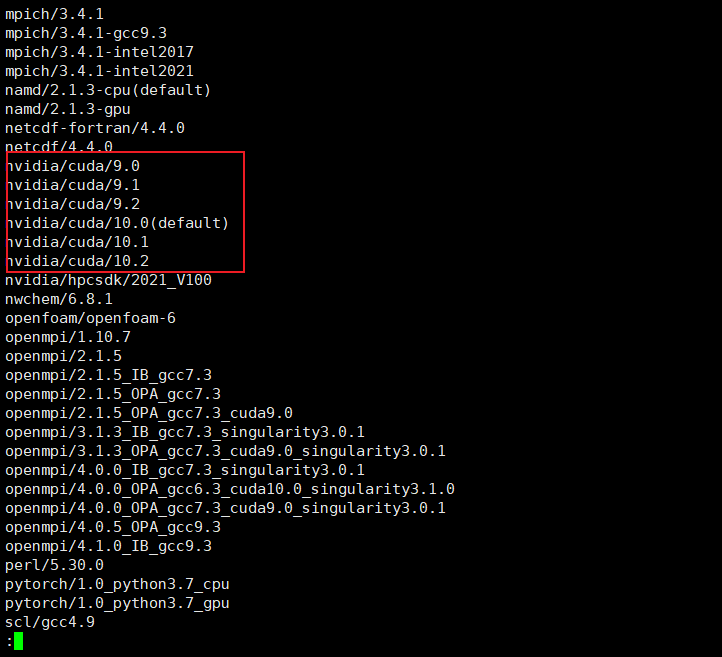 mpich/3.4.1
mpich/3.4.1-gcc9.3
mpich/3.4.1-intel2017
mpich/3.4.1-intel2021
namd/2.1.3-cpu(default)
namd/2.1.3-gpu
netcdf-fortran/4.4.0
netcdf/4.4.0
nvidia/cuda/9.0
nvidia/cuda/9.1
nvidia/cuda/9.2
nvidia/cuda/10.0(default)
nvidia/cuda/10.1
nvidia/cuda/10.2
nvidia/hpcsdk/2021_V100
nwchem/6.8.1
openfoam/openfoam-6
openmpi/1.10.7
openmpi/2.1.5
openmpi/2.1.5_IB_gcc7.3
openmpi/2.1.5_OPA_gcc7.3
openmpi/2.1.5_OPA_gcc7.3_cuda9.0
openmpi/3.1.3_IB_gcc7.3_singularity3.0.1
openmpi/3.1.3_OPA_gcc7.3_cuda9.0_singularity3.0.1
openmpi/4.0.0_IB_gcc7.3_singularity3.0.1
openmpi/4.0.0_OPA_gcc6.3_cuda10.0_singularity3.1.0
openmpi/4.0.0_OPA_gcc7.3_cuda9.0_singularity3.0.1
openmpi/4.0.5_OPA_gcc9.3
openmpi/4.1.0_IB_gcc9.3
perl/5.30.0
pytorch/1.0_python3.7_cpu
pytorch/1.0_python3.7_gpu
scl/gcc4.9
: